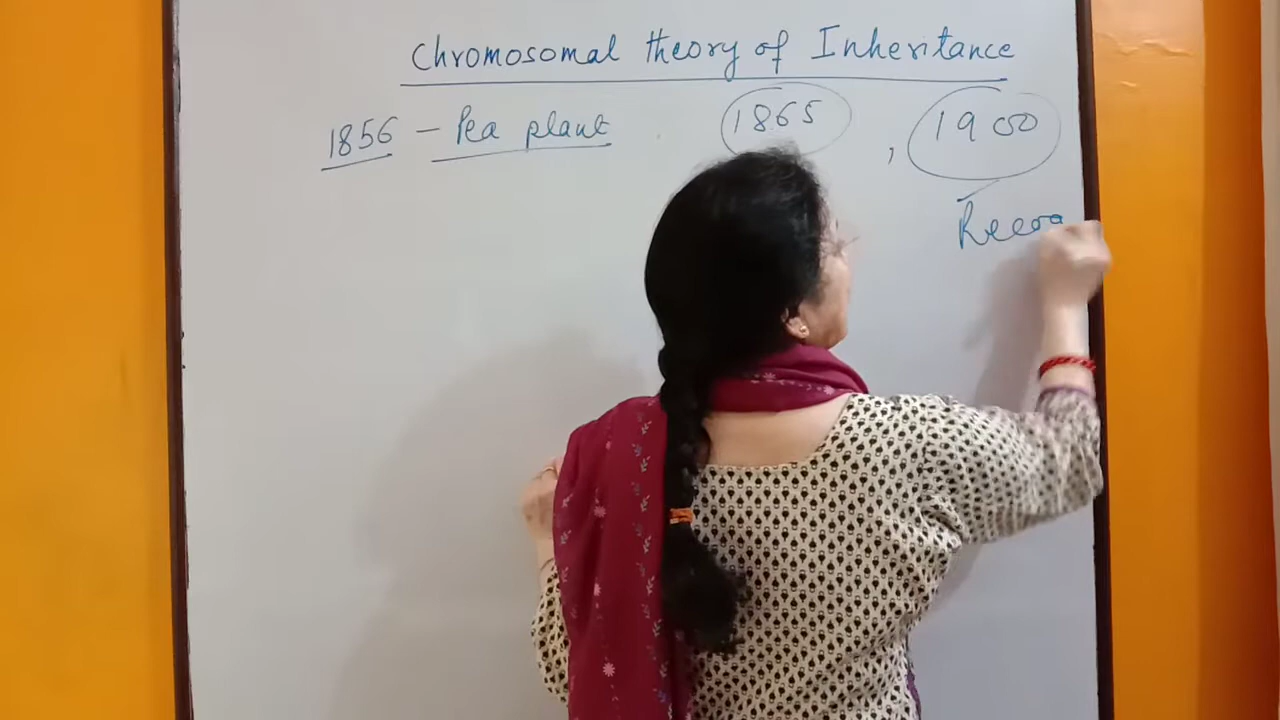 Chromosomal theory of Inheritance
1856 – Pea plant 1865 , 1900